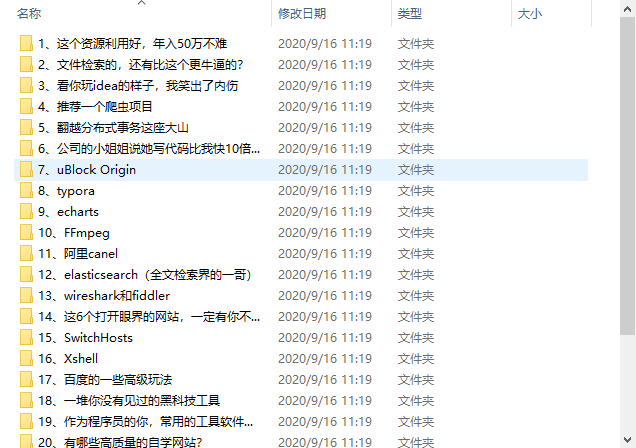 名称 修改日期 类型 大小
1、这个资源利用好，年入50万不难 2020/9/16 11:19 文件夹
2、文件检索的，还有比这个更牛逼的？ 2020/9/16 11:19 文件夹
3、看你玩idea的样子，我笑出了内伤 2020/9/16 11:19 文件夹
4、推荐一个爬虫项目 2020/9/16 11:19 文件夹
5、翻越分布式事务这座大山 2020/9/16 11:19 文件夹
6、公司的小姐姐说她写代码比我快10倍... 2020/9/16 11:19 文件夹
7、uBlock Origin 2020/9/16 11:19 文件夹
8、typora 2020/9/16 11:19 文件夹
9、echarts 2020/9/16 11:19 文件夹
10、FFmpeg 2020/9/16 11:19 文件夹
11、阿里canel 2020/9/16 11:19 文件夹
12、elasticsearch（全文检索界的一哥） 2020/9/16 11:19 文件夹
13、wireshark和fiddler 2020/9/16 11:19 文件夹
14、这6个打开眼界的网站，一定有你不... 2020/9/16 11:19 文件夹
15、SwitchHosts 2020/9/16 11:19 文件夹
16、Xshell 2020/9/16 11:19 文件夹
17、百度的一些高级玩法 2020/9/16 11:19 文件夹
18、一堆你没有见过的黑科技工具 2020/9/16 11:19 文件夹
19、作为程序员的你，常用的工具软件... 2020/9/16 11:19 文件夹
20、有哪些高质量的自学网站？ 2020/9/16 11:19 文件夹